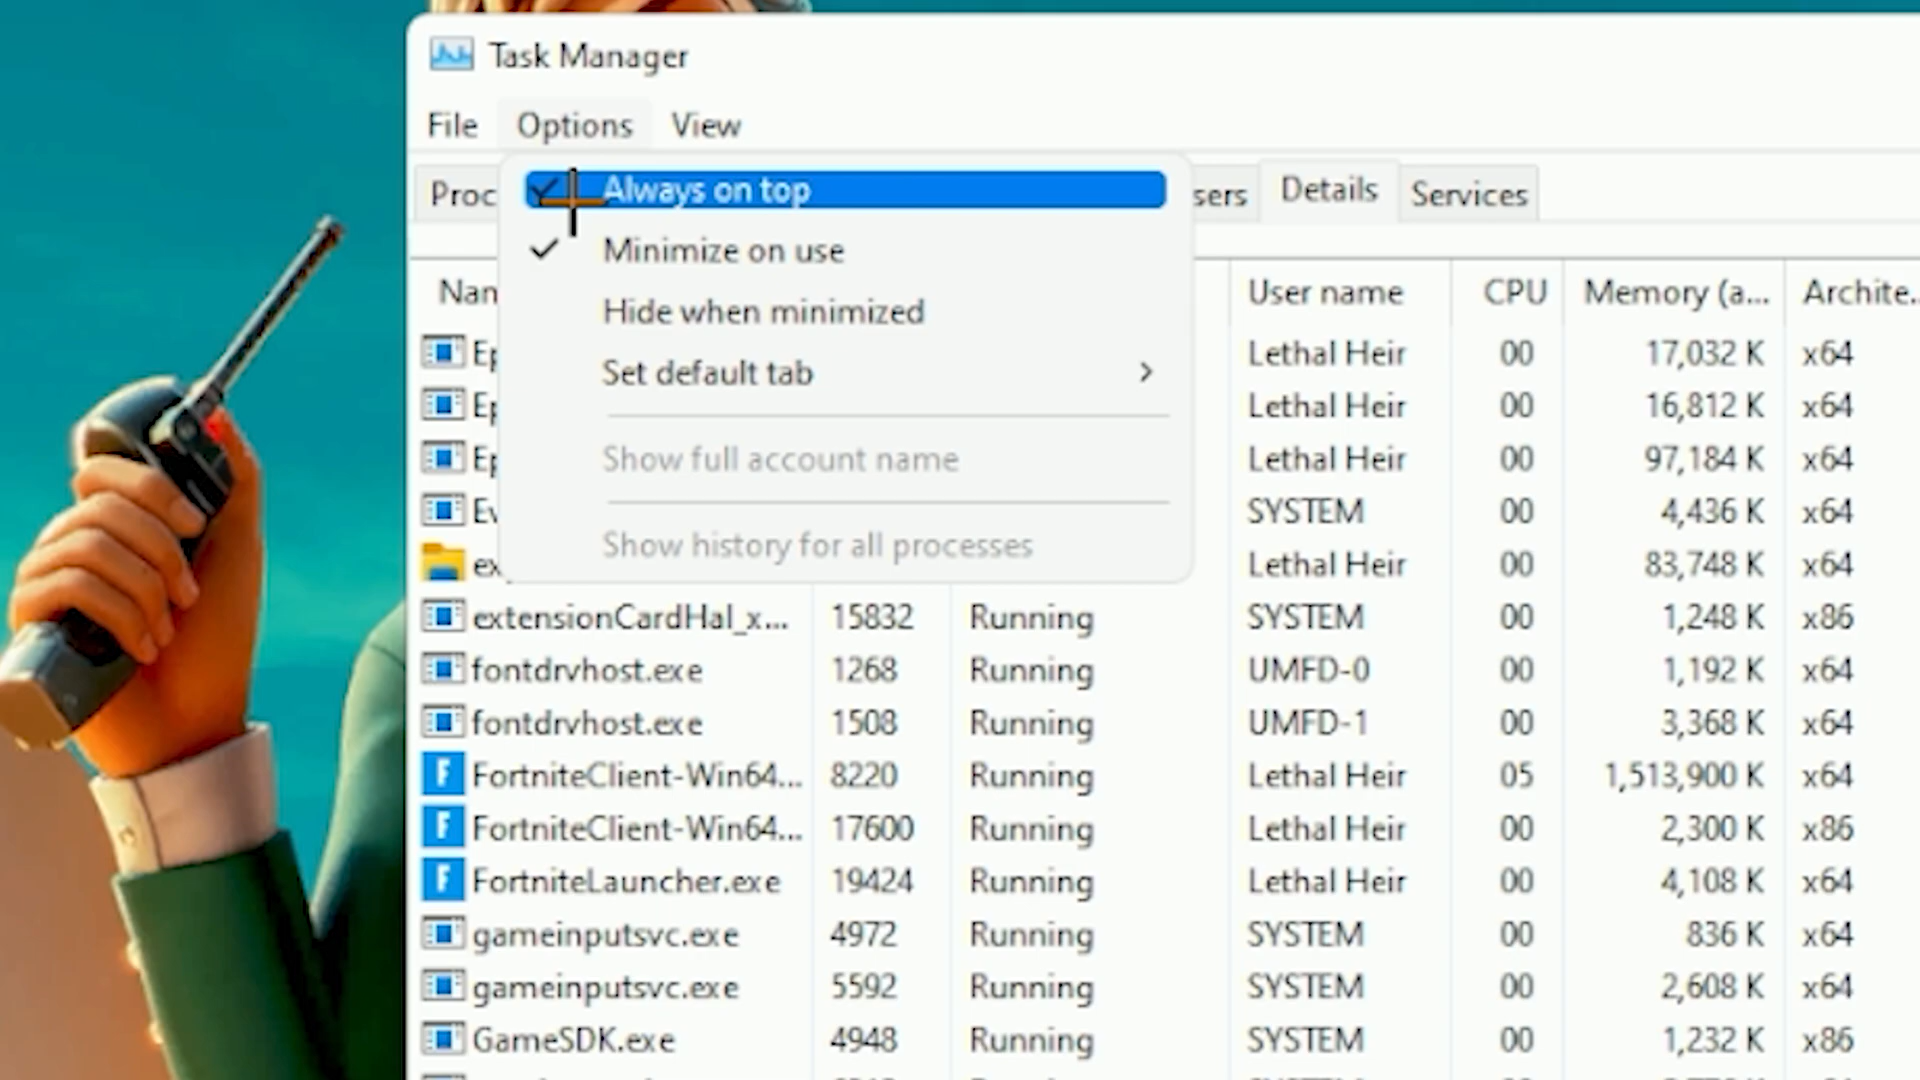 Task Manager
File Options View
Always on top
Minimize on use
Hide when minimized
Set default tab
Show full account name
Show history for all processes
Proc sers Details Services
Nam User name CPU Memory (a... Archite...
Ep Lethal Heir 00 17,032 K x64
Ep Lethal Heir 00 16,812 K x64
Ep Lethal Heir 00 97,184 K x64
Ev SYSTEM 00 4,436 K x64
ex Lethal Heir 00 83,748 K x64
extensionCardHal_x... 15832 Running SYSTEM 00 1,248 K x86
fontdrvhost.exe 1268 Running UMFD-0 00 1,192 K x64
fontdrvhost.exe 1508 Running UMFD-1 00 3,368 K x64
FortniteClient-Win64... 8220 Running Lethal Heir 05 1,513,900 K x64
FortniteClient-Win64... 17600 Running Lethal Heir 00 2,300 K x86
FortniteLauncher.exe 19424 Running Lethal Heir 00 4,108 K x64
gameinputsvc.exe 4972 Running SYSTEM 00 836 K x64
gameinputsvc.exe 5592 Running SYSTEM 00 2,608 K x64
GameSDK.exe 4948 Running SYSTEM 00 1,232 K x86